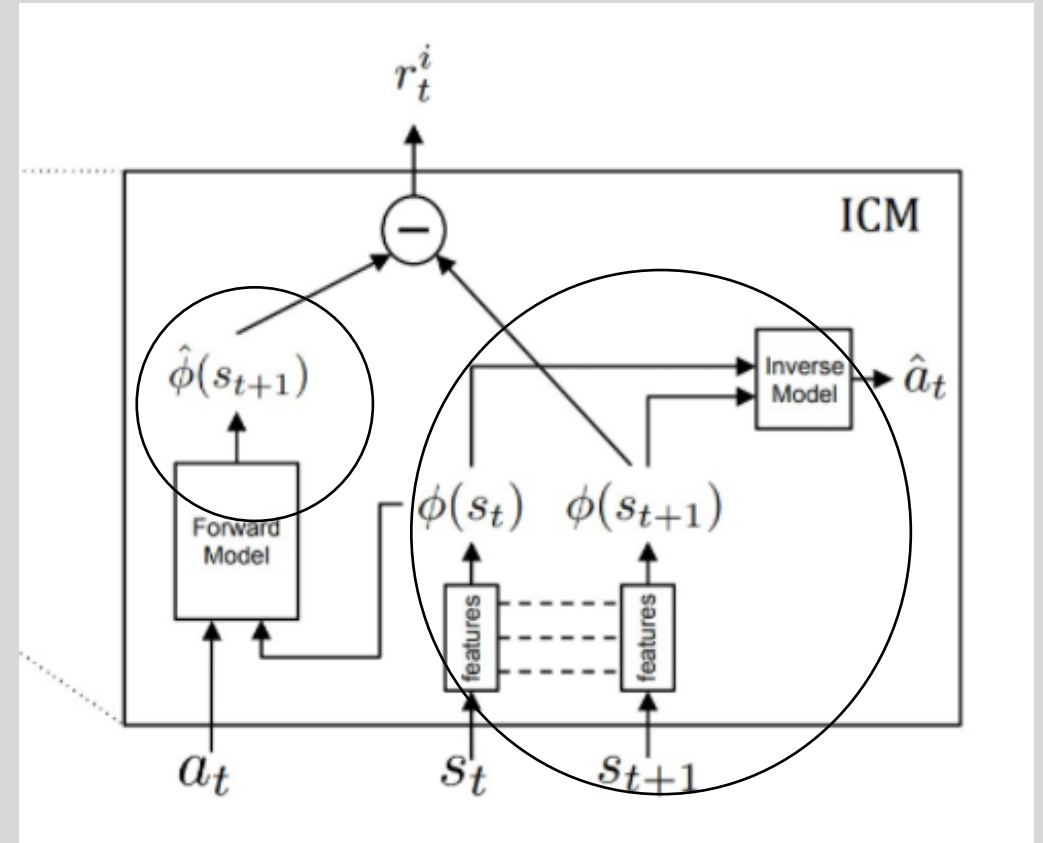 r_t^i
−
ICM
ϕ̂(s_{t+1})
Inverse
Model
â_t
ϕ(s_t)
ϕ(s_{t+1})
Forward
Model
features
features
a_t
s_t
s_{t+1}